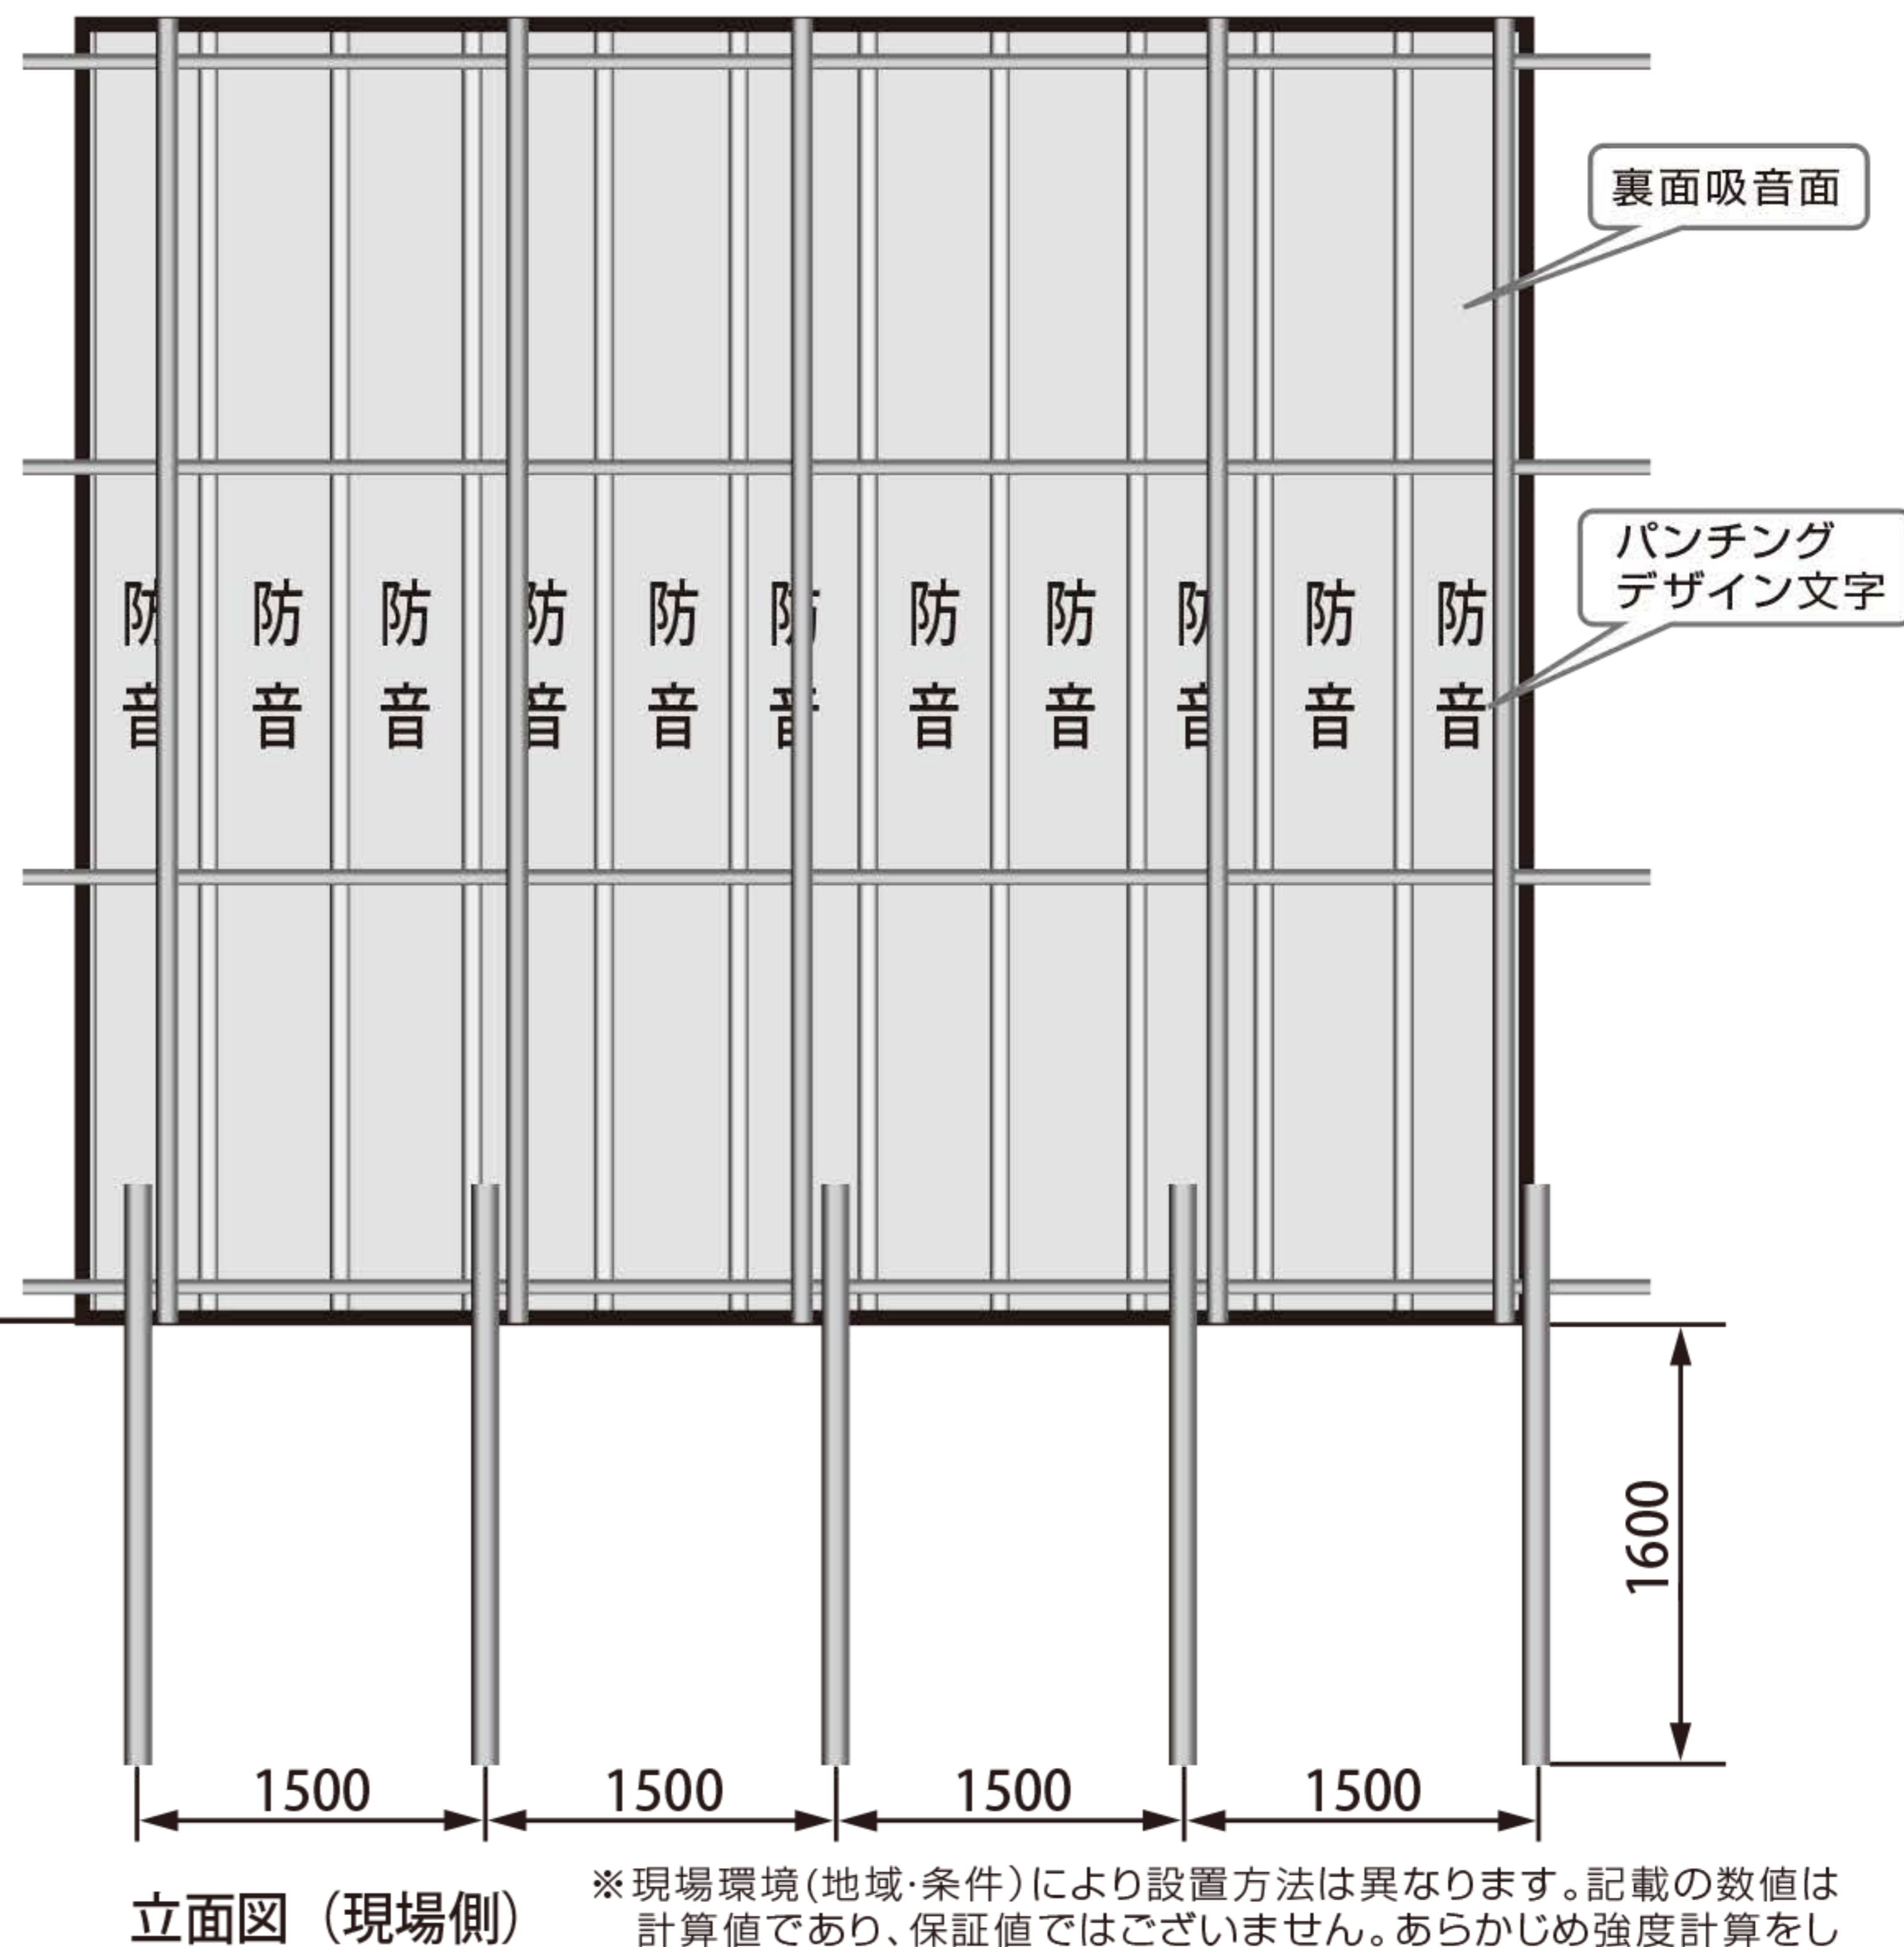 裏面吸音面
パンチング
デザイン文字
防 防 防 防 防 防 防 防 防 防 防
音 音 音 音 音 音 音 音 音 音 音
1600
1500 1500 1500 1500
立面図（現場側）
※現場環境(地域・条件)により設置方法は異なります。記載の数値は
計算値であり、保証値ではございません。あらかじめ強度計算をし